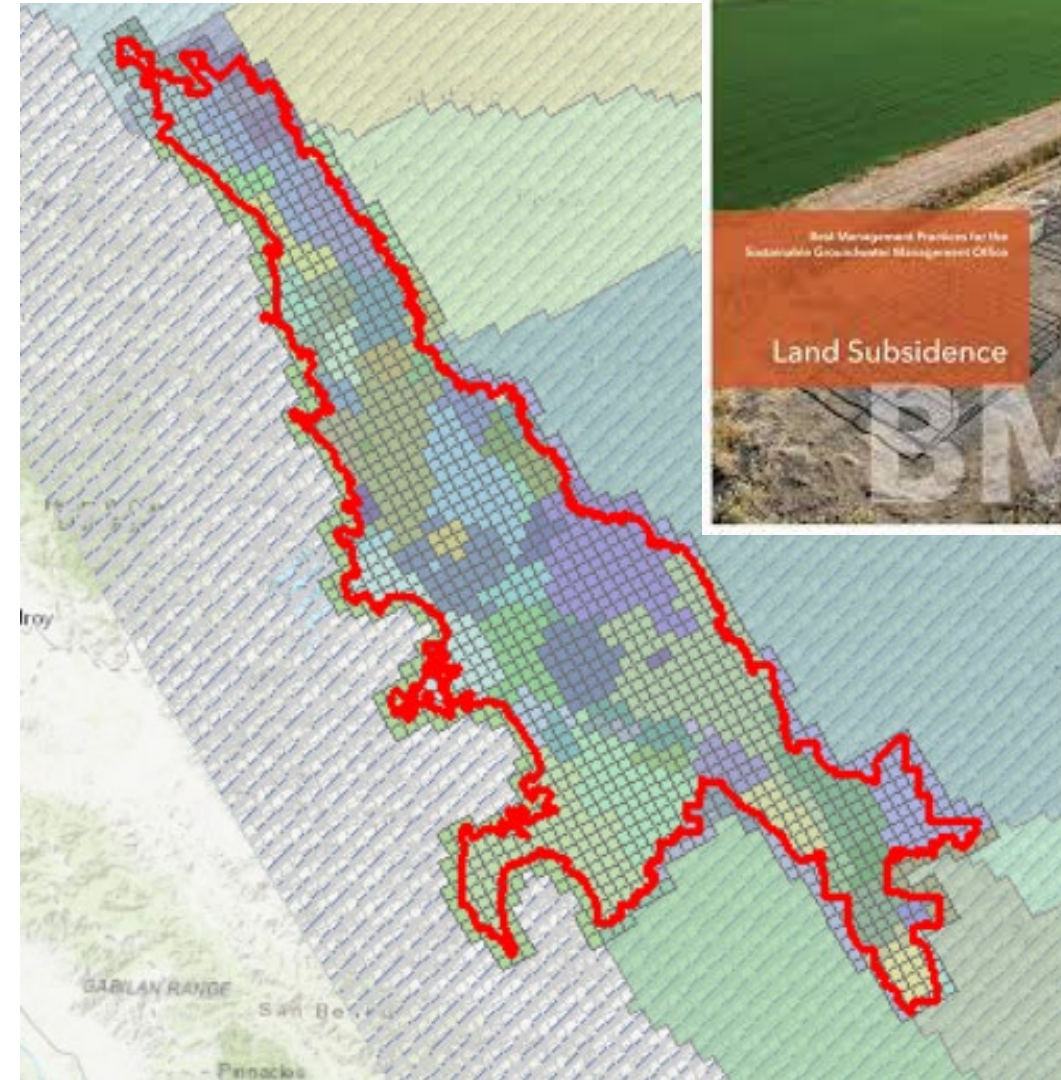 Best Management Practices for the
Sustainable Groundwater Management Office
Land Subsidence
BM
lroy
GABILAN RANGE
San Be
Pinnacles